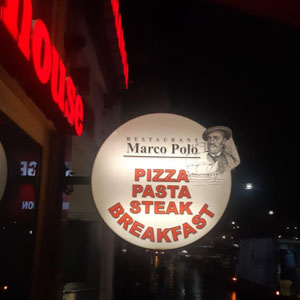 house
RESTAURANT
Marco Polo
PIZZA
PASTA
STEAK
BREAKFAST